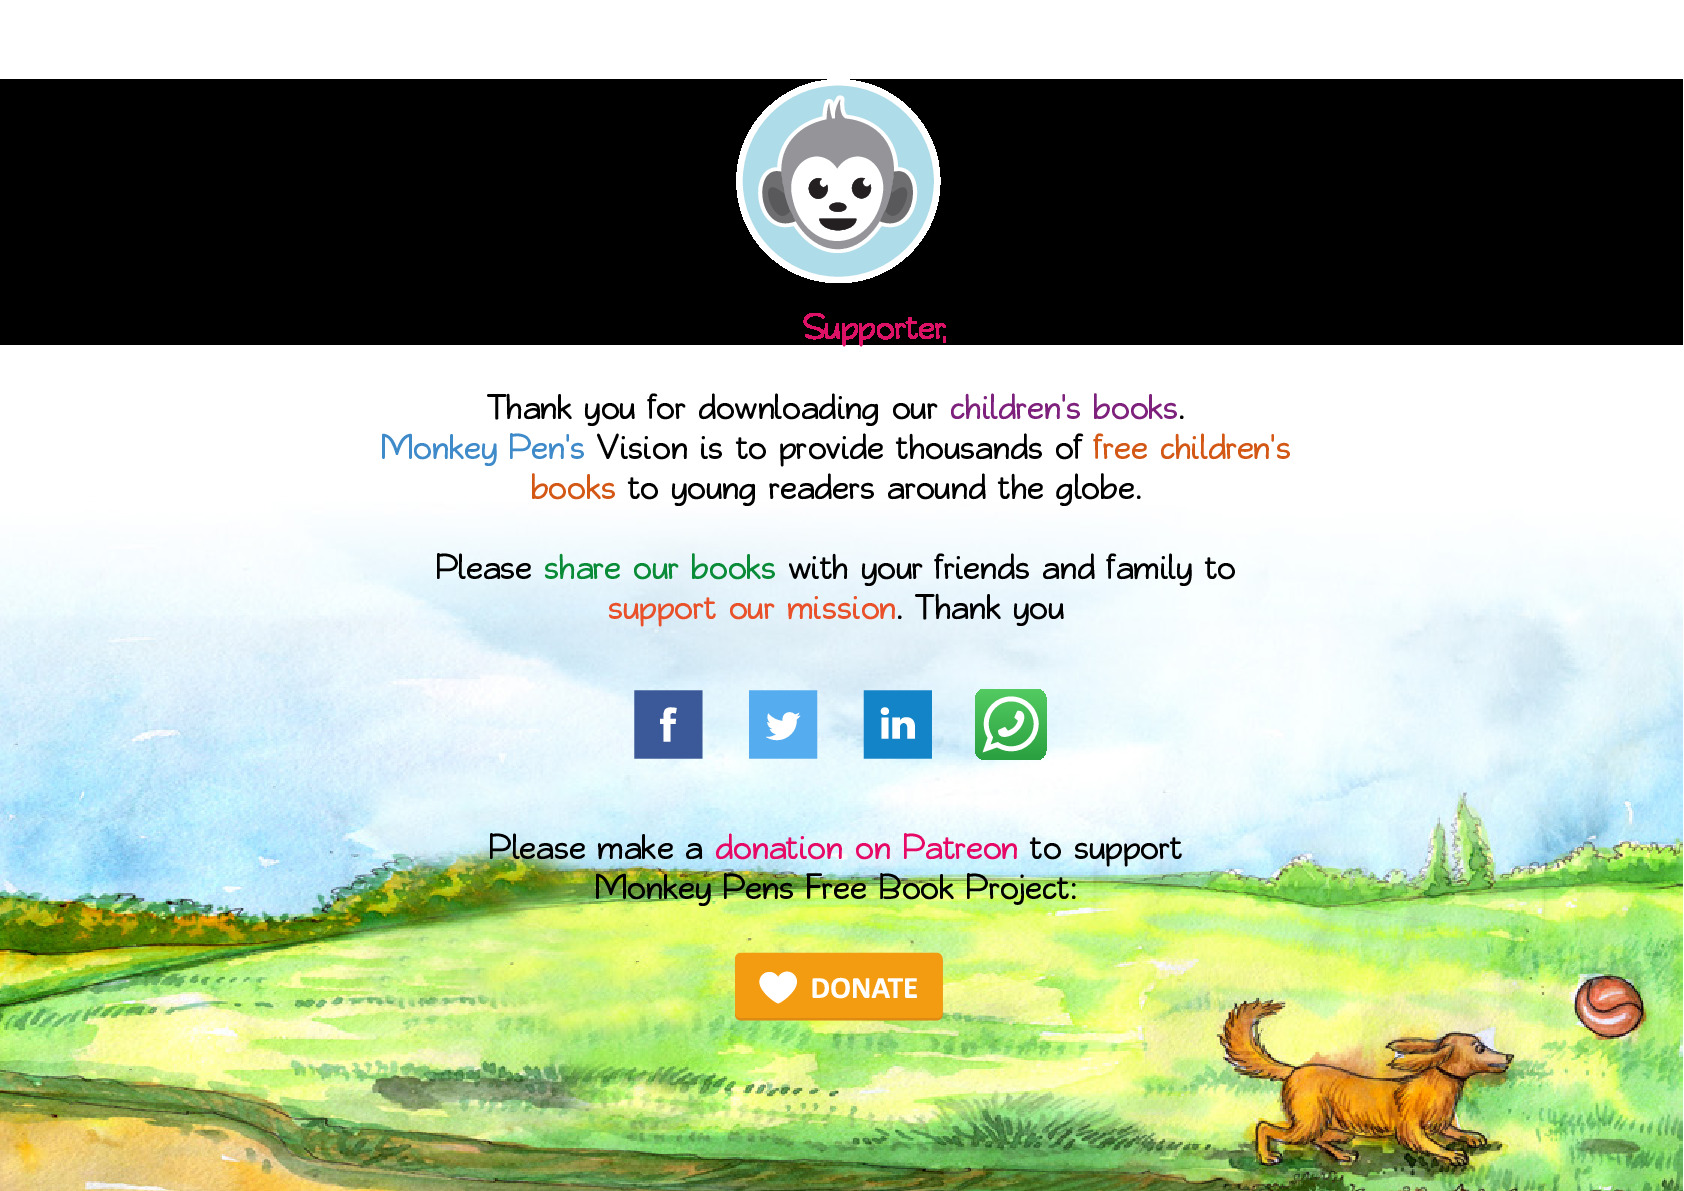 Supporter,
Thank you for downloading our children's books.
Monkey Pen's Vision is to provide thousands of free children's
books to young readers around the globe.
Please share our books with your friends and family to
support our mission. Thank you
f
in
Please make a donation on Patreon to support
Monkey Pens Free Book Project:
DONATE